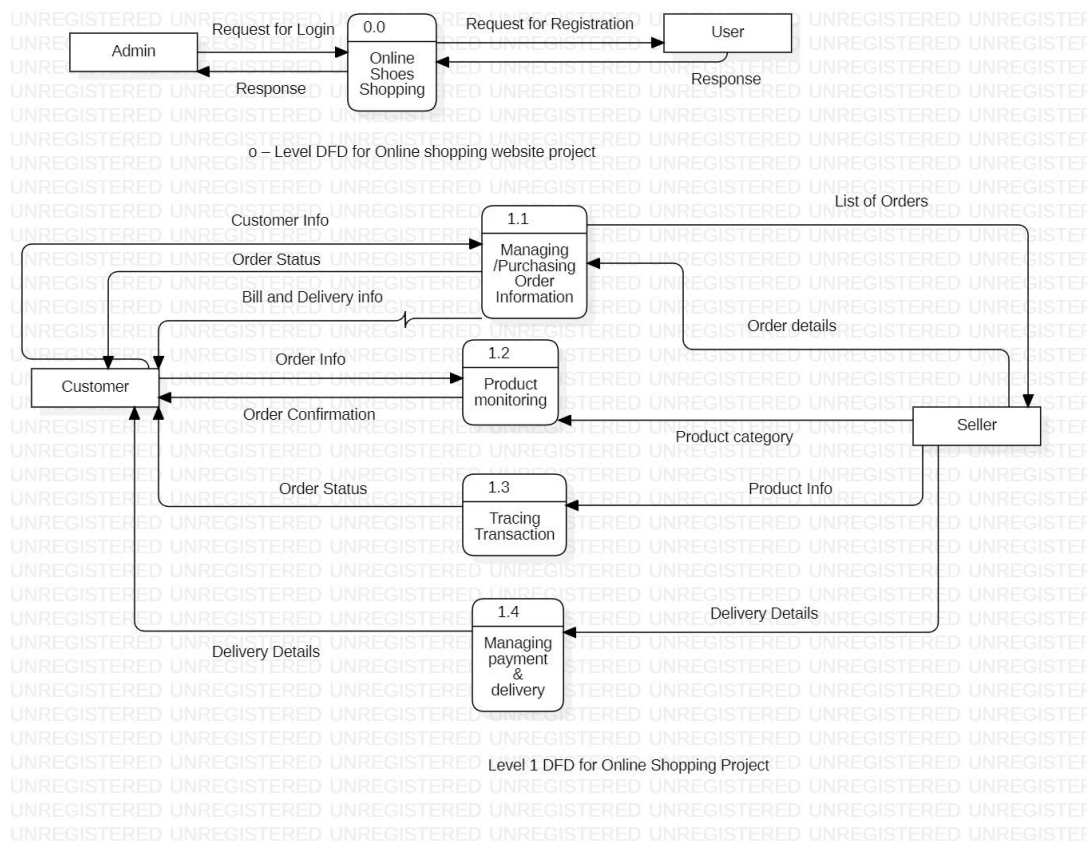 Request for Login
0.0
Request for Registration
User
Admin
Online
Shoes
Shopping
Response
Response
o – Level DFD for Online shopping website project
List of Orders
Customer Info
1.1
Managing
/Purchasing
Order
Information
Order Status
Bill and Delivery info
Order details
Order Info
1.2
Product
monitoring
Customer
Order Confirmation
Seller
Product category
Order Status
1.3
Tracing
Transaction
Product Info
1.4
Managing
payment
&
delivery
Delivery Details
Delivery Details
Level 1 DFD for Online Shopping Project
UNREGISTERED UNREGISTERED UNREGISTERED UNREGISTERED UNREGISTERED UNREGISTERED